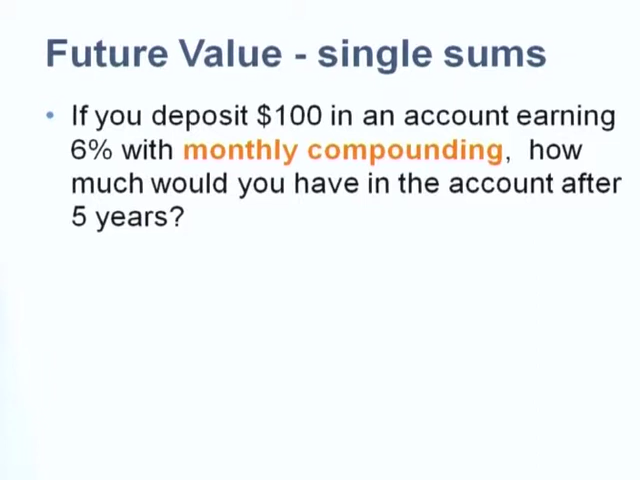 Future Value - single sums
• If you deposit $100 in an account earning
6% with monthly compounding, how
much would you have in the account after
5 years?